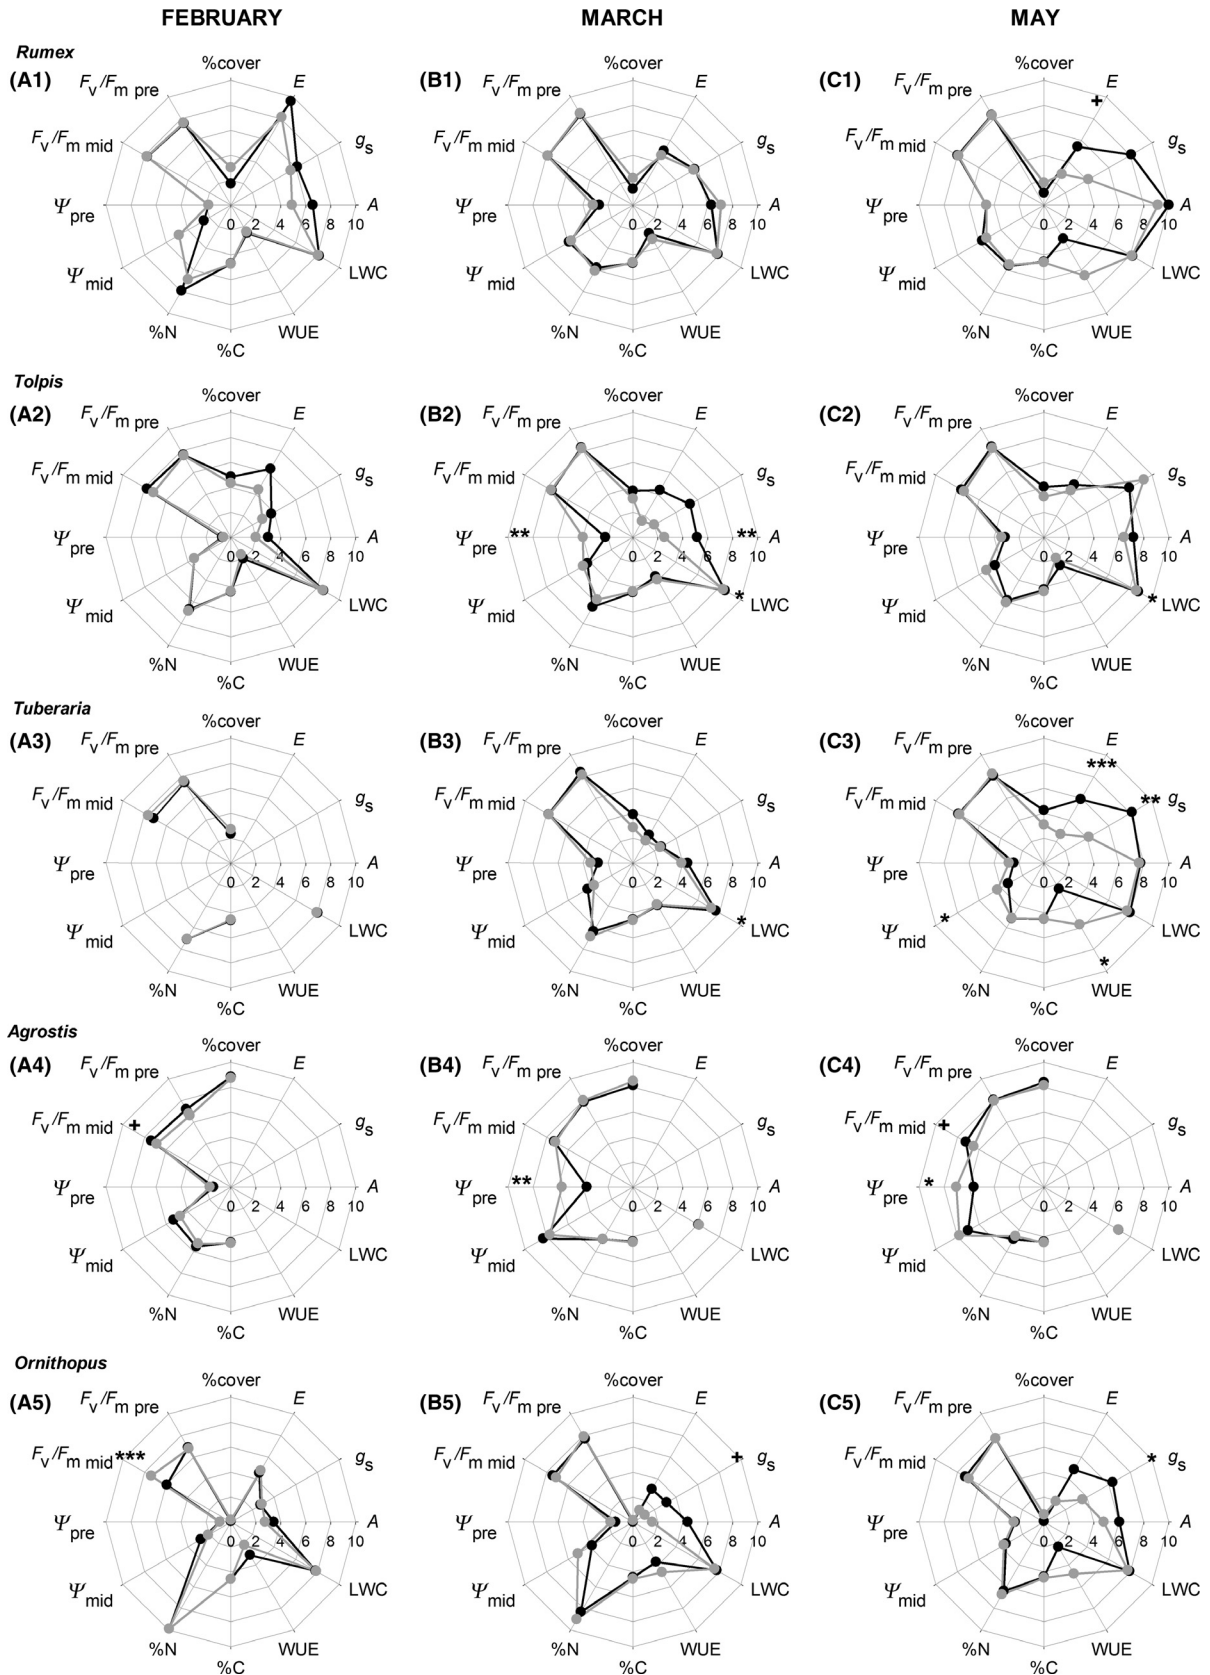 FEBRUARY MARCH MAY
Rumex
(A1) Fv/Fm pre %cover E (B1) Fv/Fm pre %cover E (C1) Fv/Fm pre %cover E +
Fv/Fm mid gs Fv/Fm mid gs Fv/Fm mid gs
Ψpre 0 2 4 6 8 10 A Ψpre 0 2 4 6 8 10 A Ψpre 0 2 4 6 8 10 A
Ψmid LWC Ψmid LWC Ψmid LWC
%N WUE %N WUE %N WUE
%C %C %C
Tolpis
(A2) Fv/Fm pre %cover E (B2) Fv/Fm pre %cover E (C2) Fv/Fm pre %cover E
Fv/Fm mid gs Fv/Fm mid gs Fv/Fm mid gs
Ψpre 0 2 4 6 8 10 A Ψpre ** 0 2 4 6 8 10 ** A Ψpre 0 2 4 6 8 10 A
Ψmid LWC Ψmid * LWC Ψmid * LWC
%N WUE %N WUE %N WUE
%C %C %C
Tuberaria
(A3) Fv/Fm pre %cover E (B3) Fv/Fm pre %cover E (C3) Fv/Fm pre %cover E ***
Fv/Fm mid gs Fv/Fm mid gs Fv/Fm mid ** gs
Ψpre 0 2 4 6 8 10 A Ψpre 0 2 4 6 8 10 A Ψpre 0 2 4 6 8 10 A
Ψmid LWC Ψmid * LWC Ψmid * LWC
%N WUE %N WUE %N * WUE
%C %C %C
Agrostis
(A4) Fv/Fm pre %cover E (B4) Fv/Fm pre %cover E (C4) Fv/Fm pre %cover E
Fv/Fm mid + gs Fv/Fm mid gs Fv/Fm mid + gs
Ψpre 0 2 4 6 8 10 A Ψpre ** 0 2 4 6 8 10 A Ψpre * 0 2 4 6 8 10 A
Ψmid LWC Ψmid LWC Ψmid LWC
%N WUE %N WUE %N WUE
%C %C %C
Ornithopus
(A5) Fv/Fm pre %cover E (B5) Fv/Fm pre %cover E (C5) Fv/Fm pre %cover E
Fv/Fm mid *** gs Fv/Fm mid + gs Fv/Fm mid * gs
Ψpre 0 2 4 6 8 10 A Ψpre 0 2 4 6 8 10 A Ψpre 0 2 4 6 8 10 A
Ψmid LWC Ψmid LWC Ψmid LWC
%N WUE %N WUE %N WUE
%C %C %C